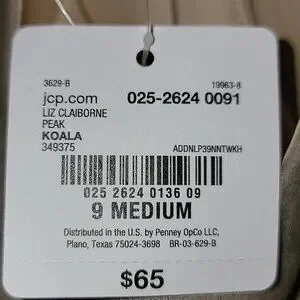 3629-B 19963-8
jcp.com 025-2624 0091
LIZ CLAIBORNE
PEAK
KOALA
349375 ADDNLP39NNTWKH
025 2624 0136 09
9 MEDIUM
Distributed in the U.S. by Penney OpCo LLC,
Plano, Texas 75024-3698 BR-03-629-B
$65